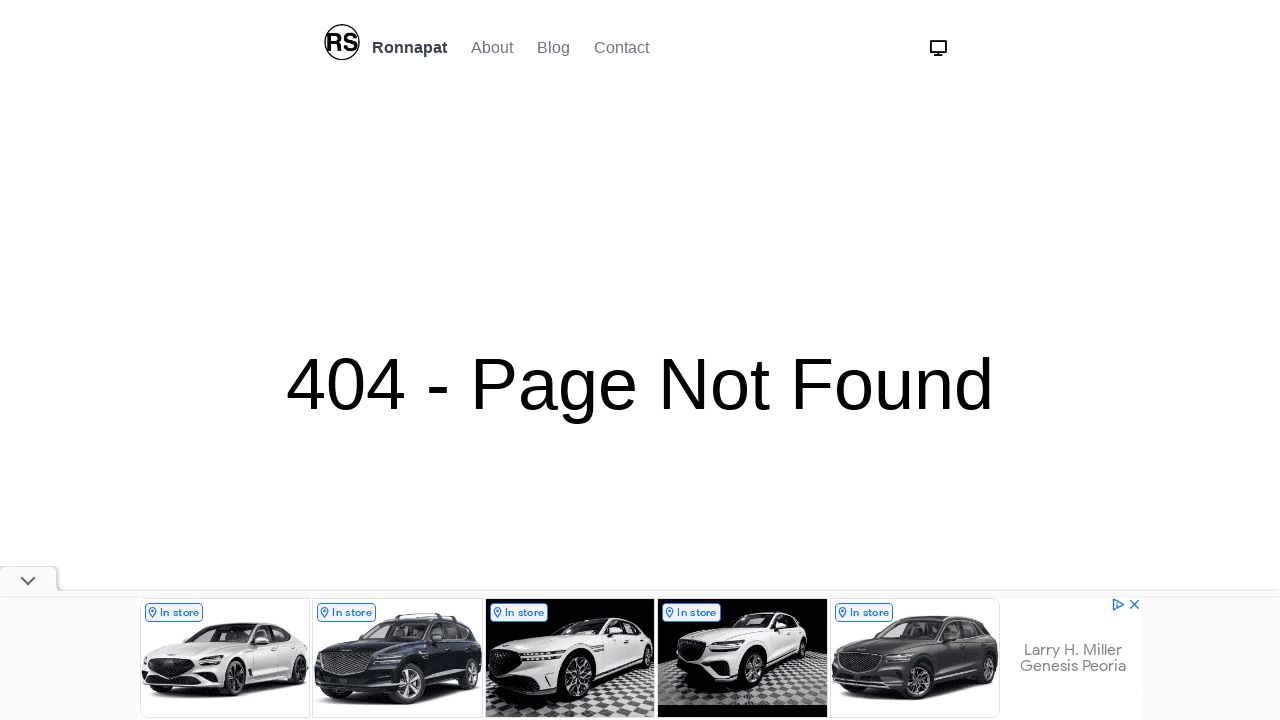 RS Ronnapat About Blog Contact
404 - Page Not Found
In store In store In store In store In store
Larry H. Miller
Genesis Peoria